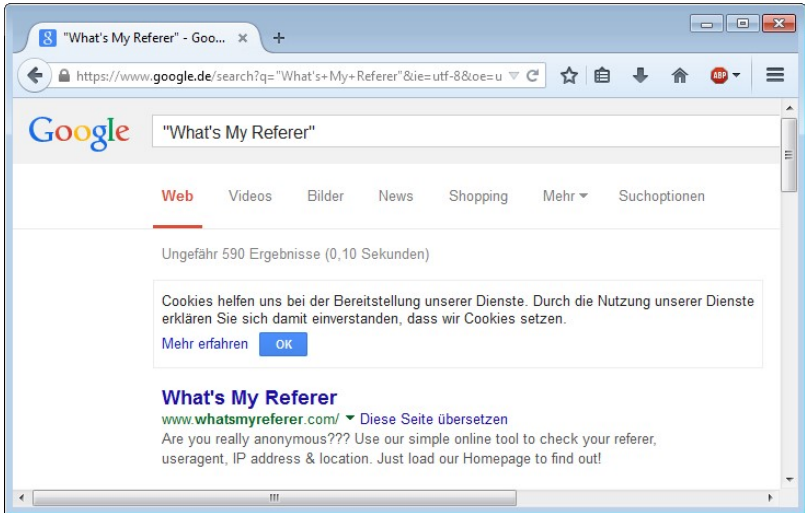 "What's My Referer" - Goo...
https://www.google.de/search?q="What's+My+Referer"&ie=utf-8&oe=u
ABP
Google
"What's My Referer"
Web Videos Bilder News Shopping Mehr Suchoptionen
Ungefähr 590 Ergebnisse (0,10 Sekunden)
Cookies helfen uns bei der Bereitstellung unserer Dienste. Durch die Nutzung unserer Dienste
erklären Sie sich damit einverstanden, dass wir Cookies setzen.
Mehr erfahren OK
What's My Referer
www.whatsmyreferer.com/ Diese Seite übersetzen
Are you really anonymous??? Use our simple online tool to check your referer,
useragent, IP address & location. Just load our Homepage to find out!